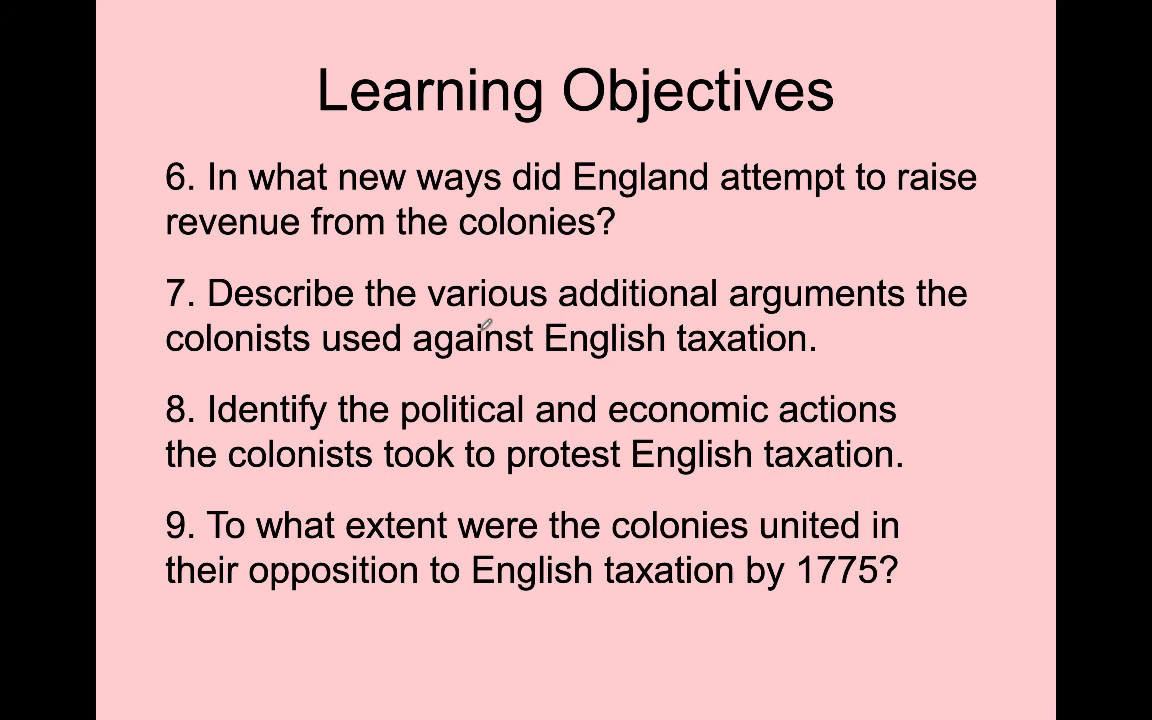 Learning Objectives
6. In what new ways did England attempt to raise
revenue from the colonies?
7. Describe the various additional arguments the
colonists used against English taxation.
8. Identify the political and economic actions
the colonists took to protest English taxation.
9. To what extent were the colonies united in
their opposition to English taxation by 1775?